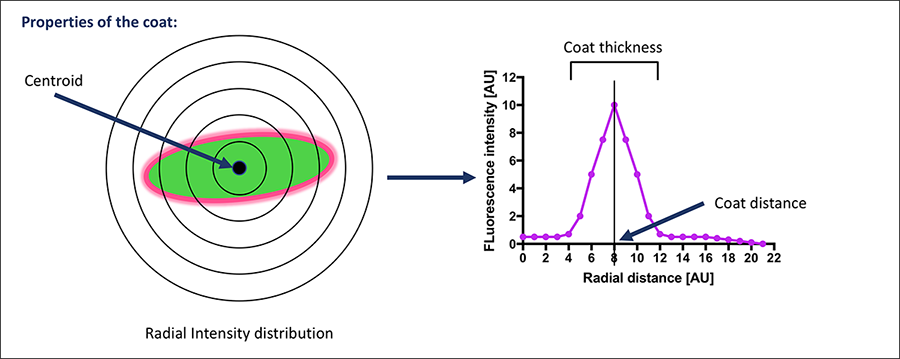 Properties of the coat:
Centroid
Radial Intensity distribution
Coat thickness
FLuorescence intensity [AU]
12
10
8
6
4
2
0
Coat distance
0 2 4 6 8 10 12 14 16 18 20 22
Radial distance [AU]